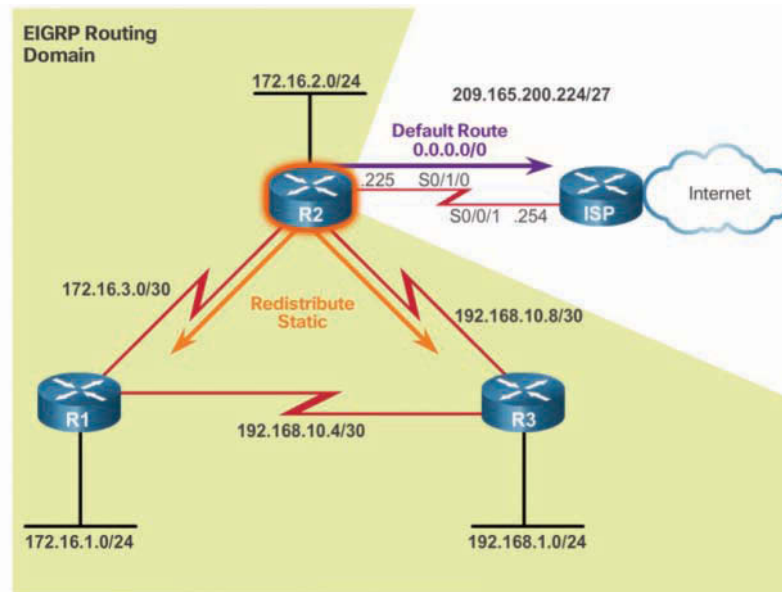 EIGRP Routing
Domain
172.16.2.0/24
209.165.200.224/27
Default Route
0.0.0.0/0
.225 S0/1/0
R2
S0/0/1 .254
ISP
Internet
172.16.3.0/30
Redistribute
Static
192.168.10.8/30
R1
R3
192.168.10.4/30
172.16.1.0/24
192.168.1.0/24